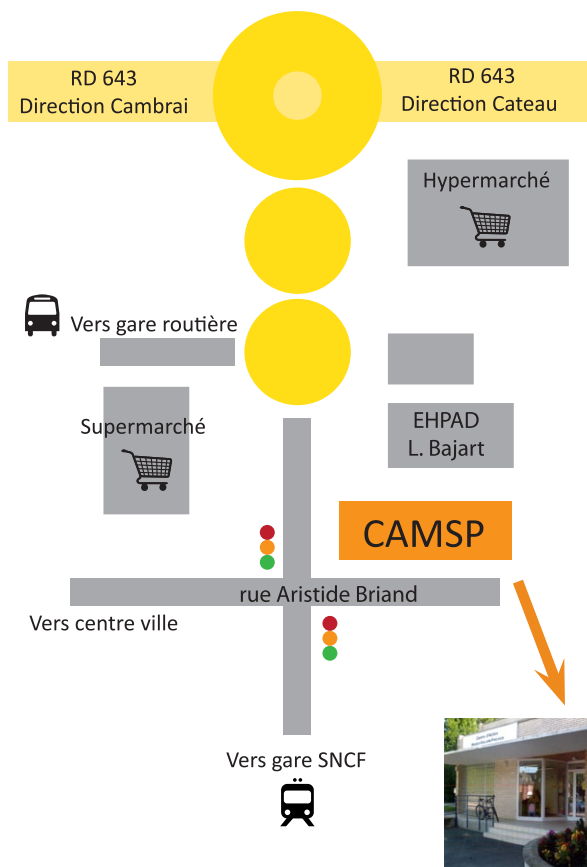 RD 643
Direction Cambrai
RD 643
Direction Cateau
Hypermarché
Vers gare routière
Supermarché
EHPAD
L. Bajart
CAMSP
rue Aristide Briand
Vers centre ville
Vers gare SNCF